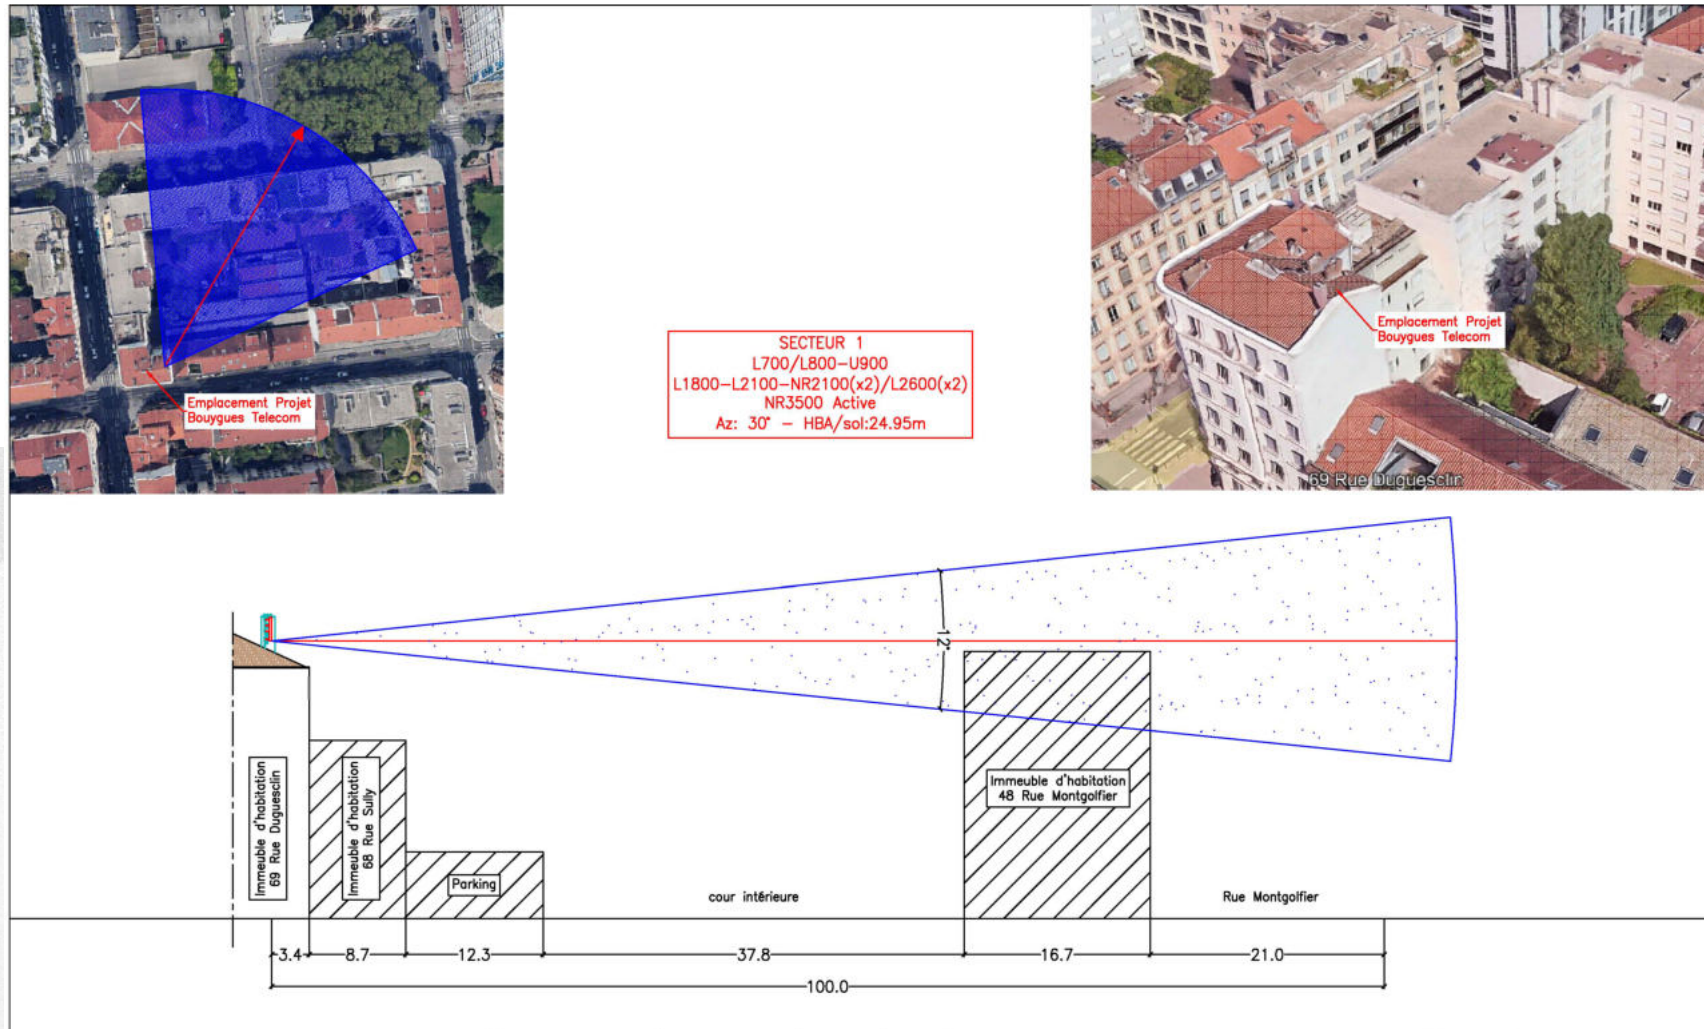 Emplacement Projet
Bouygues Telecom
SECTEUR 1
L700/L800-U900
L1800-L2100-NR2100(x2)/L2600(x2)
NR3500 Active
Az: 30° - HBA/sol:24.95m
Emplacement Projet
Bouygues Telecom
69 Rue Duguesclin
12°
Immeuble d'habitation
69 Rue Duguesclin
Immeuble d'habitation
68 Rue Sully
Parking
cour intérieure
Immeuble d'habitation
48 Rue Montgolfier
Rue Montgolfier
3.4
8.7
12.3
37.8
16.7
21.0
100.0